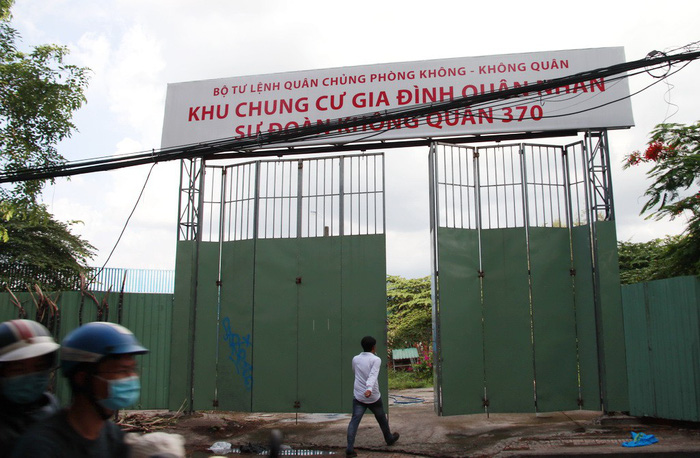 BỘ TƯ LỆNH QUÂN CHỦNG PHÒNG KHÔNG - KHÔNG QUÂN
KHU CHUNG CƯ GIA ĐÌNH QUÂN NHÂN
SƯ ĐOÀN KHÔNG QUÂN 370